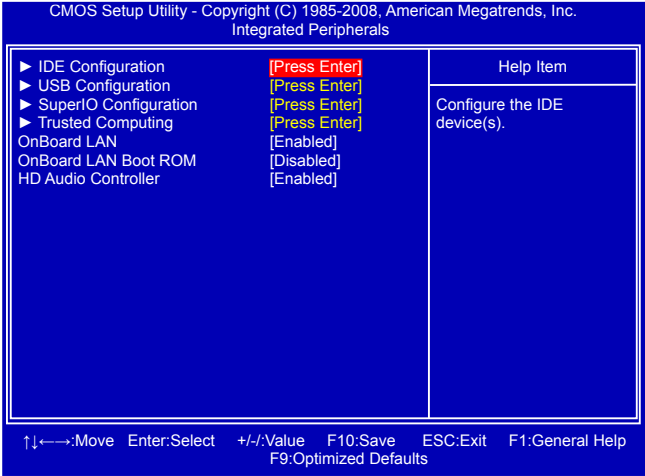 CMOS Setup Utility - Copyright (C) 1985-2008, American Megatrends, Inc.
Integrated Peripherals
► IDE Configuration [Press Enter]
► USB Configuration [Press Enter]
► SuperIO Configuration [Press Enter]
► Trusted Computing [Press Enter]
OnBoard LAN [Enabled]
OnBoard LAN Boot ROM [Disabled]
HD Audio Controller [Enabled]
Help Item
Configure the IDE
device(s).
↑↓←→:Move Enter:Select +/-/:Value F10:Save ESC:Exit F1:General Help
F9:Optimized Defaults